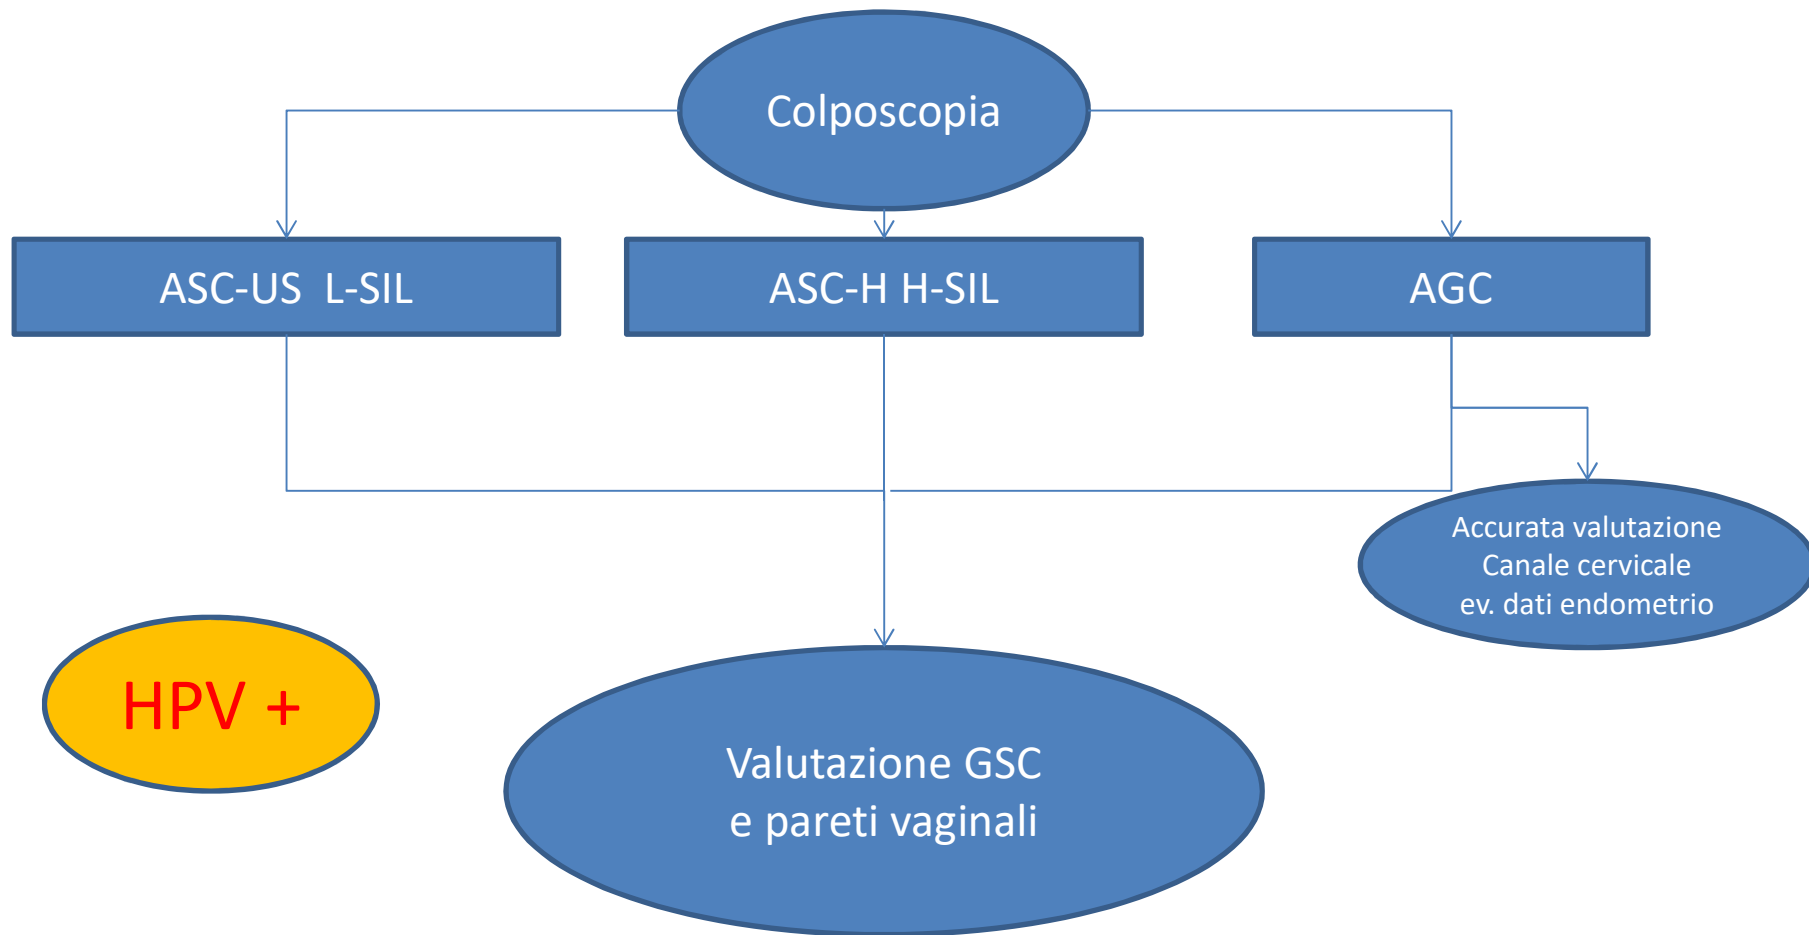 Colposcopia
ASC-US  L-SIL
ASC-H H-SIL
AGC
Accurata valutazione
Canale cervicale
ev. dati endometrio
HPV +
Valutazione GSC
e pareti vaginali